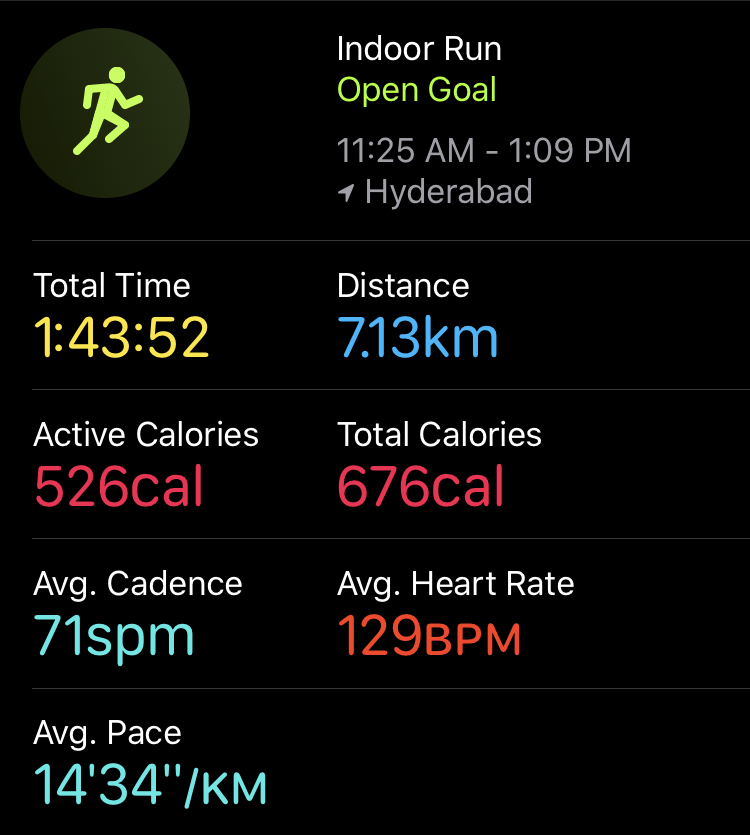 Indoor Run
Open Goal
11:25 AM - 1:09 PM
Hyderabad
Total Time
1:43:52
Distance
7.13km
Active Calories
526cal
Total Calories
676cal
Avg. Cadence
71spm
Avg. Heart Rate
129BPM
Avg. Pace
14'34"/KM